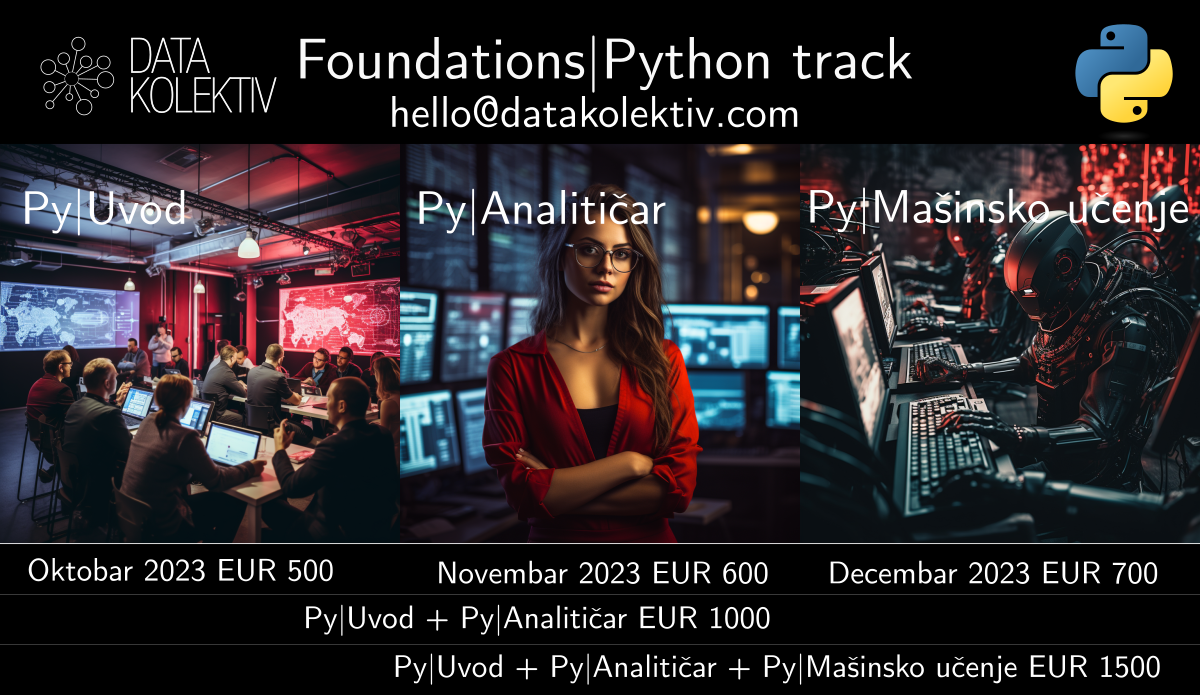 DATA
KOLEKTIV
Foundations|Python track
hello@datakolektiv.com
Py|Uvod
Py|Analitičar
Py|Mašinsko učenje
Oktobar 2023 EUR 500
Novembar 2023 EUR 600
Decembar 2023 EUR 700
Py|Uvod + Py|Analitičar EUR 1000
Py|Uvod + Py|Analitičar + Py|Mašinsko učenje EUR 1500